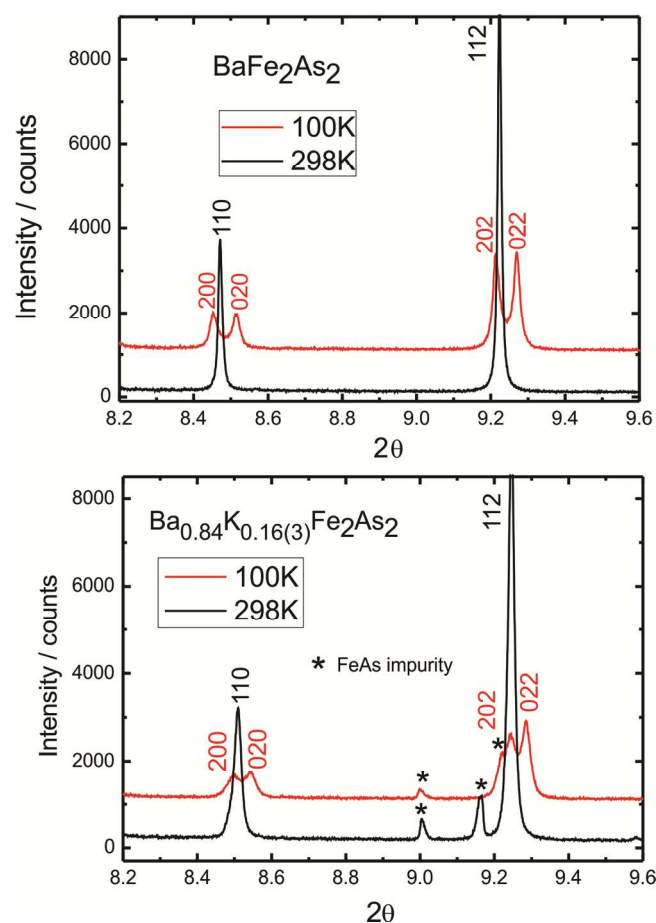 BaFe₂As₂
100K
298K
112
110
200
020
202
022
Intensity / counts
8000
6000
4000
2000
0
8.2 8.4 8.6 8.8 9.0 9.2 9.4 9.6
2θ
Ba₀.₈₄K₀.₁₆₍₃₎Fe₂As₂
100K
298K
* FeAs impurity
112
110
200
020
202
022
*
*
*
*
Intensity / counts
8000
6000
4000
2000
0
8.2 8.4 8.6 8.8 9.0 9.2 9.4 9.6
2θ